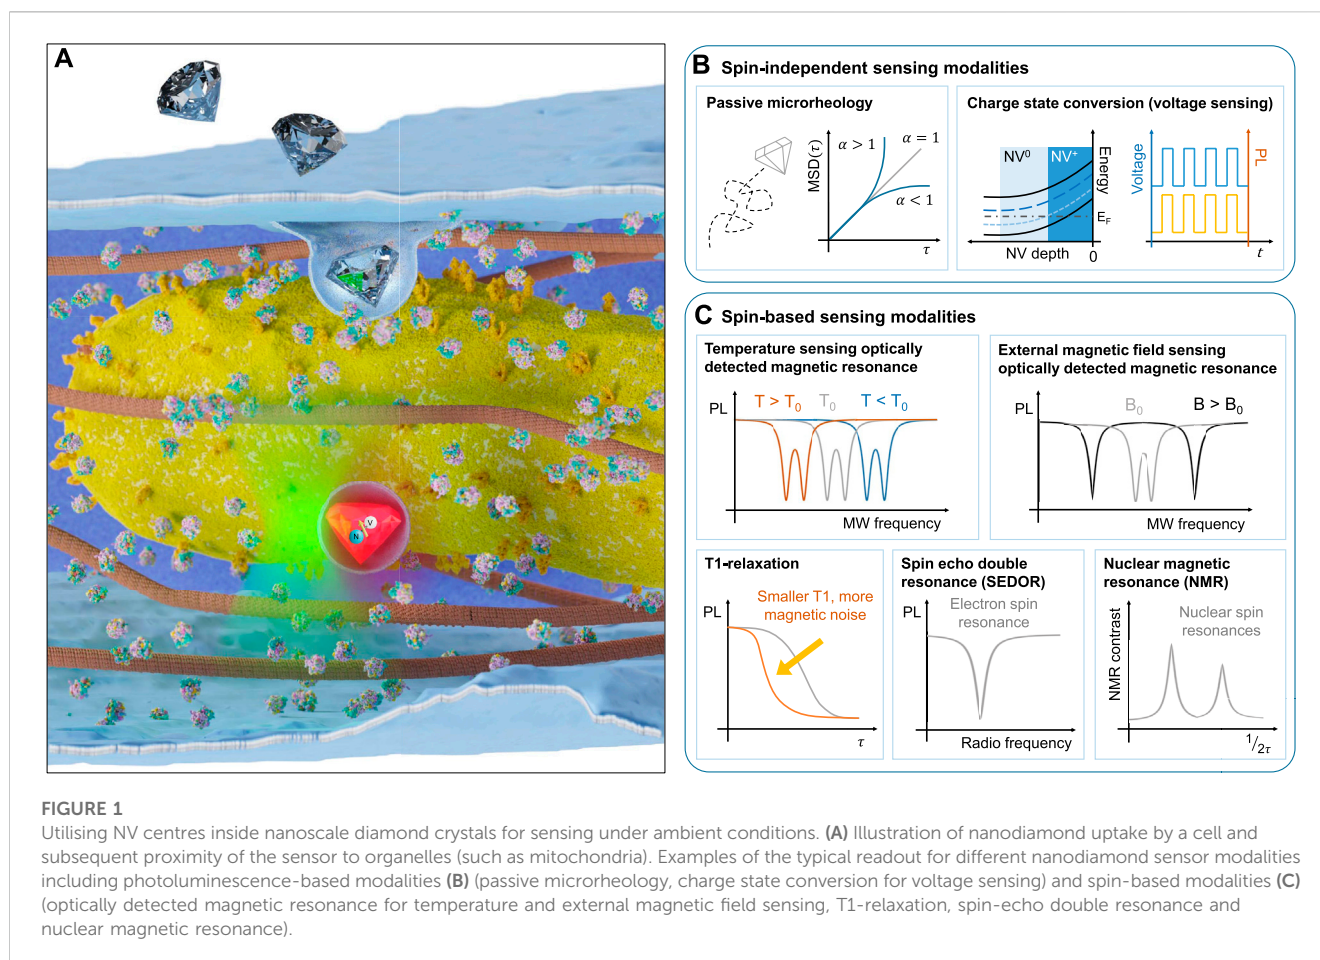 A
N
V
B Spin-independent sensing modalities
Passive microrheology
MSD(τ)
α > 1
α = 1
α < 1
τ
Charge state conversion (voltage sensing)
NV⁰
NV⁺
Energy
E_F
NV depth
0
Voltage
PL
t
C Spin-based sensing modalities
Temperature sensing optically
detected magnetic resonance
PL
T > T₀
T₀
T < T₀
MW frequency
External magnetic field sensing
optically detected magnetic resonance
PL
B₀
B > B₀
MW frequency
T1-relaxation
PL
Smaller T1, more
magnetic noise
τ
Spin echo double
resonance (SEDOR)
PL
Electron spin
resonance
Radio frequency
Nuclear magnetic
resonance (NMR)
NMR contrast
Nuclear spin
resonances
1/2τ
FIGURE 1
Utilising NV centres inside nanoscale diamond crystals for sensing under ambient conditions. (A) Illustration of nanodiamond uptake by a cell and
subsequent proximity of the sensor to organelles (such as mitochondria). Examples of the typical readout for different nanodiamond sensor modalities
including photoluminescence-based modalities (B) (passive microrheology, charge state conversion for voltage sensing) and spin-based modalities (C)
(optically detected magnetic resonance for temperature and external magnetic field sensing, T1-relaxation, spin-echo double resonance and
nuclear magnetic resonance).